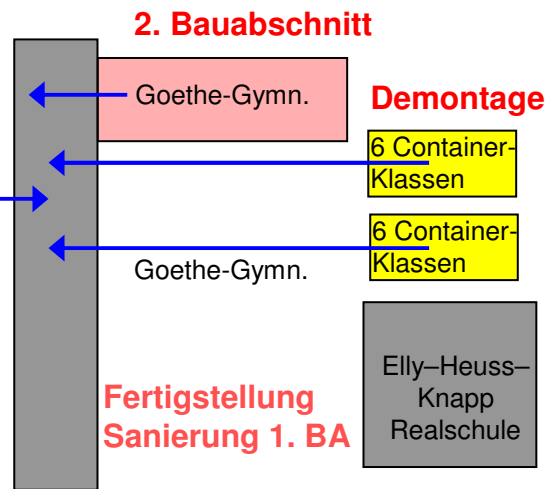 2. Bauabschnitt
Goethe-Gymn.
Demontage
6 Container-
Klassen
6 Container-
Klassen
Goethe-Gymn.
Elly–Heuss–
Knapp
Realschule
Fertigstellung
Sanierung 1. BA